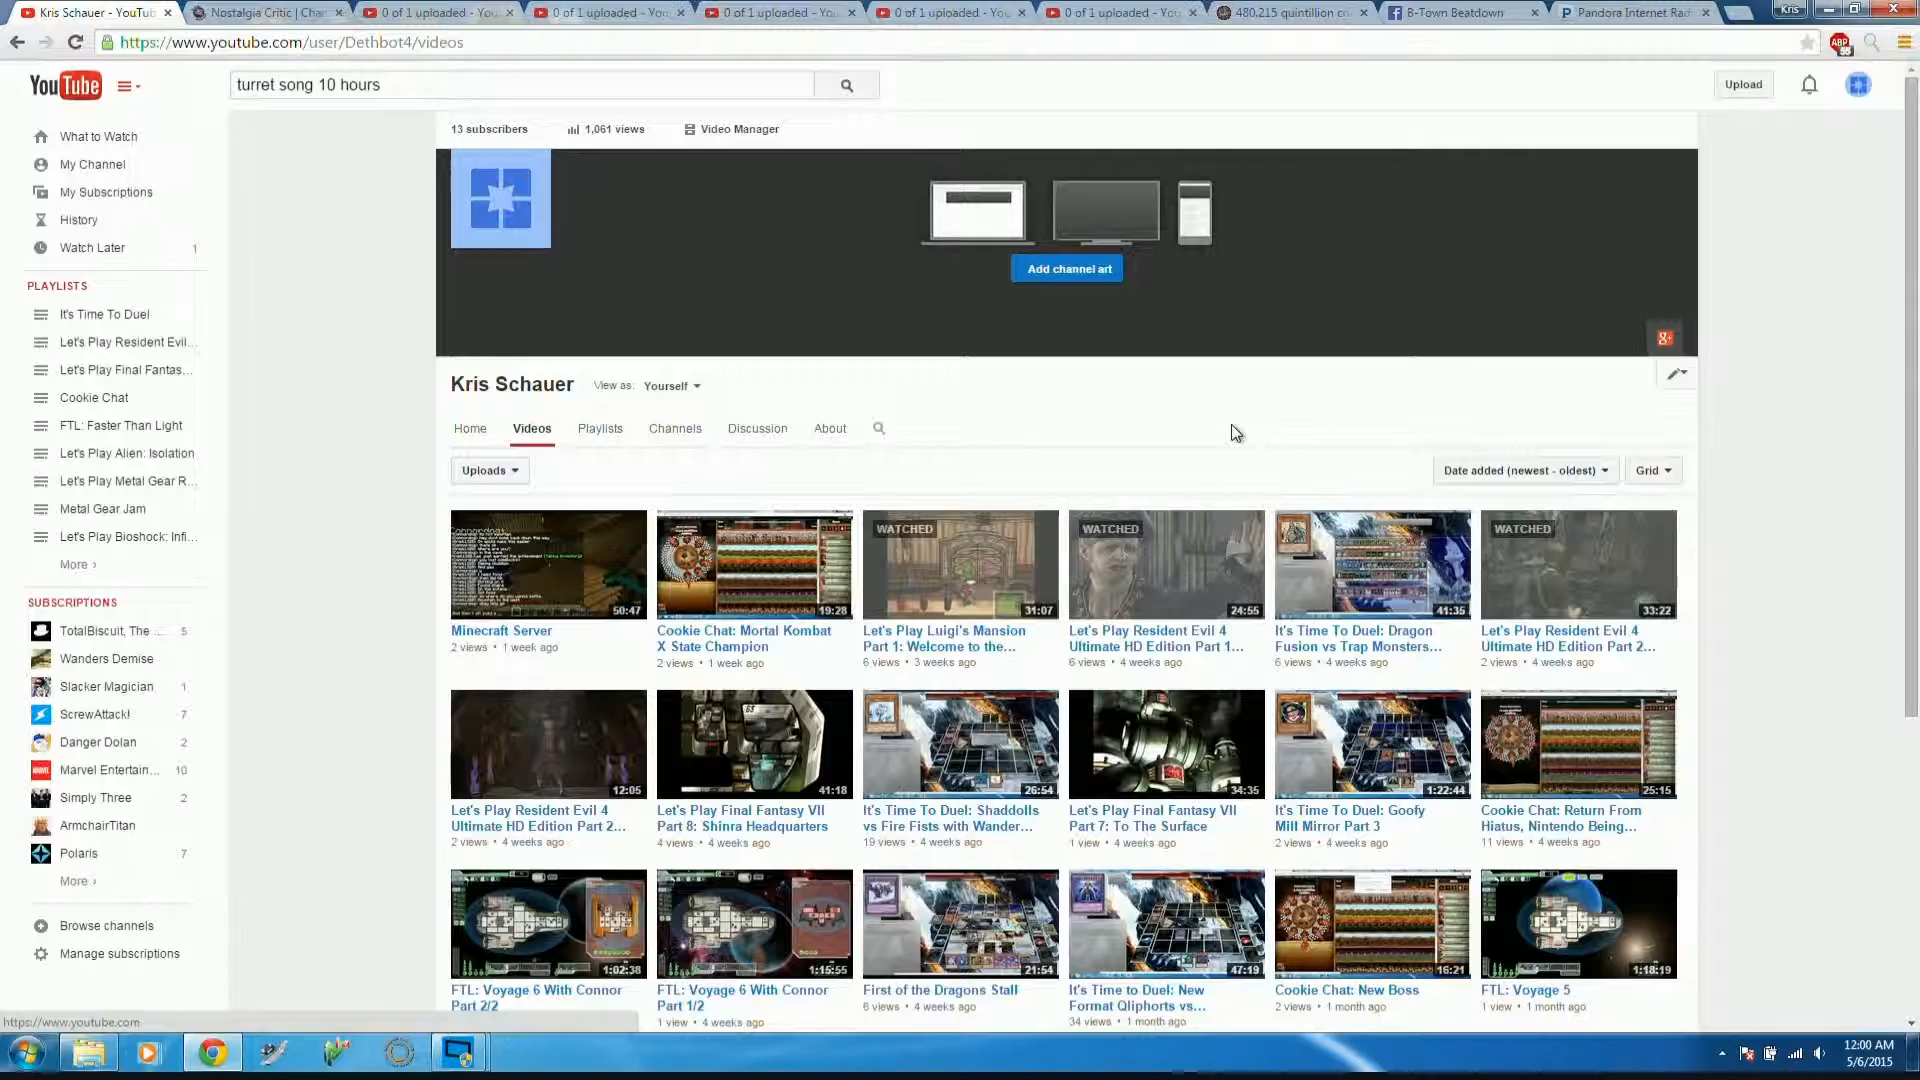 Kris Schauer - YouTub
Nostalgia Critic | Cha
0 of 1 uploaded - You
0 of 1 uploaded - You
0 of 1 uploaded - You
0 of 1 uploaded - You
0 of 1 uploaded - You
480.215 quintillion co
B-Town Beatdown
Pandora Internet Rad
Kris
https://www.youtube.com/user/Dethbot4/videos
ABP
YouTube
turret song 10 hours
Upload
What to Watch
My Channel
My Subscriptions
History
Watch Later 1
PLAYLISTS
It's Time To Duel
Let's Play Resident Evil...
Let's Play Final Fantas...
Cookie Chat
FTL: Faster Than Light
Let's Play Alien: Isolation
Let's Play Metal Gear R...
Metal Gear Jam
Let's Play Bioshock: Infi...
More ›
SUBSCRIPTIONS
TotalBiscuit, The ... 5
Wanders Demise
Slacker Magician 1
ScrewAttack! 7
Danger Dolan 2
Marvel Entertain... 10
Simply Three 2
ArmchairTitan
Polaris 7
More ›
Browse channels
Manage subscriptions
13 subscribers
1,061 views
Video Manager
Add channel art
g+
Kris Schauer
View as: Yourself
Home
Videos
Playlists
Channels
Discussion
About
Uploads
Date added (newest - oldest)
Grid
50:47
Minecraft Server
2 views • 1 week ago
19:28
Cookie Chat: Mortal Kombat
X State Champion
2 views • 1 week ago
WATCHED
31:07
Let's Play Luigi's Mansion
Part 1: Welcome to the...
6 views • 3 weeks ago
WATCHED
24:55
Let's Play Resident Evil 4
Ultimate HD Edition Part 1...
6 views • 4 weeks ago
41:35
It's Time To Duel: Dragon
Fusion vs Trap Monsters...
6 views • 4 weeks ago
WATCHED
33:22
Let's Play Resident Evil 4
Ultimate HD Edition Part 2...
2 views • 4 weeks ago
12:05
Let's Play Resident Evil 4
Ultimate HD Edition Part 2...
2 views • 4 weeks ago
41:18
Let's Play Final Fantasy VII
Part 8: Shinra Headquarters
4 views • 4 weeks ago
26:54
It's Time To Duel: Shaddolls
vs Fire Fists with Wander...
19 views • 4 weeks ago
34:35
Let's Play Final Fantasy VII
Part 7: To The Surface
1 view • 4 weeks ago
1:22:44
It's Time To Duel: Goofy
Mill Mirror Part 3
2 views • 4 weeks ago
25:15
Cookie Chat: Return From
Hiatus, Nintendo Being...
11 views • 4 weeks ago
1:02:38
FTL: Voyage 6 With Connor
Part 2/2
1:15:55
FTL: Voyage 6 With Connor
Part 1/2
1 view • 4 weeks ago
21:54
First of the Dragons Stall
6 views • 4 weeks ago
47:19
It's Time to Duel: New
Format Qliphorts vs...
34 views • 1 month ago
16:21
Cookie Chat: New Boss
2 views • 1 month ago
1:18:19
FTL: Voyage 5
1 view • 1 month ago
https://www.youtube.com
12:00 AM
5/6/2015